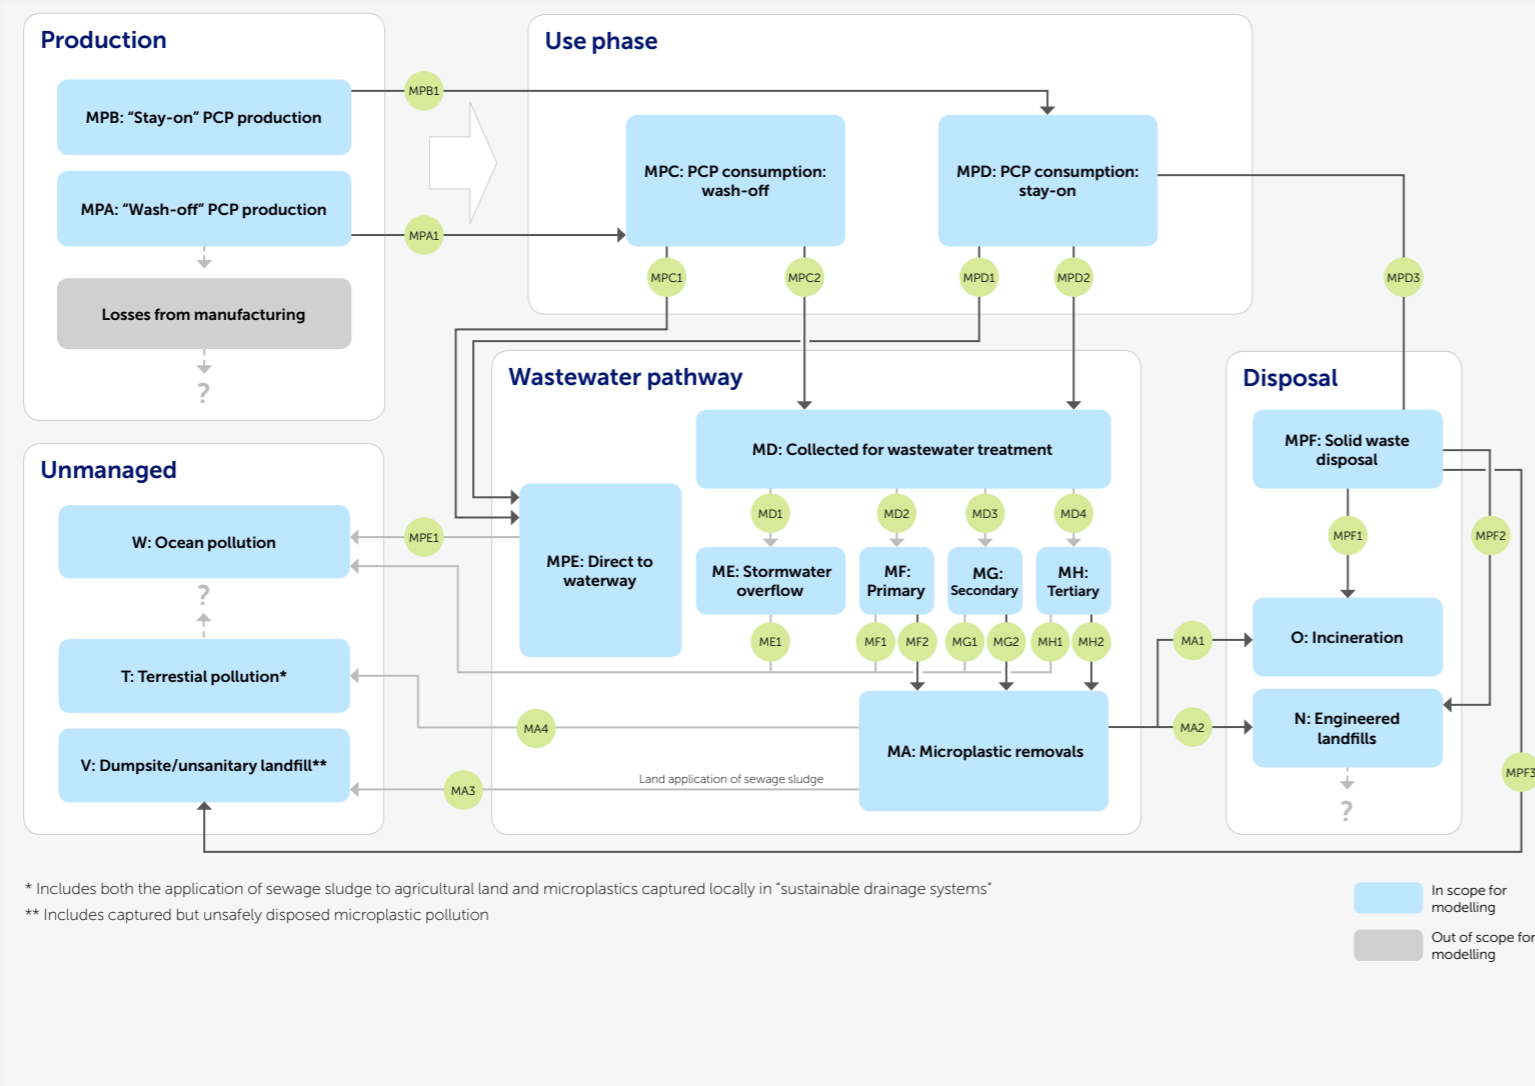 Production
MPB: “Stay-on” PCP production
MPA: “Wash-off” PCP production
Losses from manufacturing
?
MPB1
MPA1
Use phase
MPC: PCP consumption:
wash-off
MPD: PCP consumption:
stay-on
MPC1
MPC2
MPD1
MPD2
MPD3
Unmanaged
W: Ocean pollution
?
T: Terrestial pollution*
V: Dumpsite/unsanitary landfill**
MPE1
MA4
MA3
Wastewater pathway
MD: Collected for wastewater treatment
MPE: Direct to
waterway
MD1
MD2
MD3
MD4
ME: Stormwater
overflow
MF:
Primary
MG:
Secondary
MH:
Tertiary
ME1
MF1
MF2
MG1
MG2
MH1
MH2
MA: Microplastic removals
Land application of sewage sludge
MA1
MA2
Disposal
MPF: Solid waste
disposal
MPF1
MPF2
O: Incineration
N: Engineered
landfills
?
MPF3
* Includes both the application of sewage sludge to agricultural land and microplastics captured locally in “sustainable drainage systems”
** Includes captured but unsafely disposed microplastic pollution
In scope for
modelling
Out of scope for
modelling